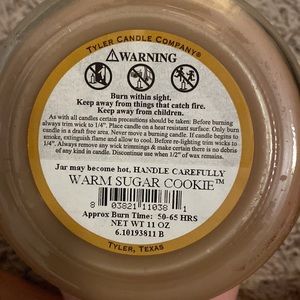 TYLER CANDLE COMPANY®
⚠WARNING
Burn within sight.
Keep away from things that catch fire.
Keep away from children.
As with all candles certain precautions should be taken: Before burning
always trim wick to 1/4". Place candle on a heat resistant surface. Only burn
candle in a draft free area. Never move a burning candle. If candle begins to
smoke, extinguish flame and allow to cool. Before re-lighting trim wicks to
1/4". Always remove any wick trimmings & make certain there is no debris
of any kind in candle. Discontinue use when 1/2" of wax remains.
Jar may become hot, HANDLE CAREFULLY
WARM SUGAR COOKIE™
8 03821 11038 1
Approx Burn Time: 50-65 HRS
NET WT 11 OZ
6.10193811 B
TYLER, TEXAS